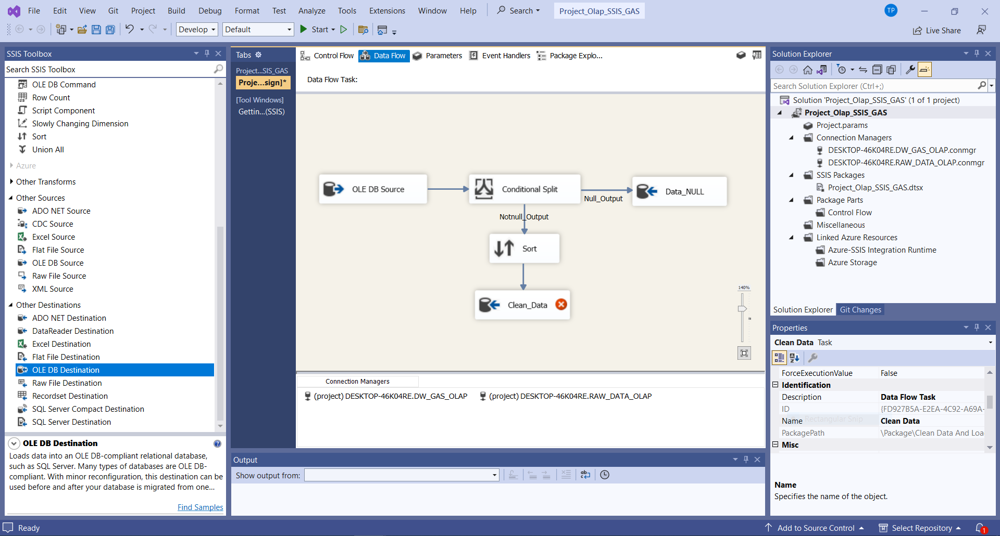 File Edit View Git Project Build Debug Format Test Analyze Tools Extensions Window Help Search Project_Olap_SSIS_GAS TP
Develop Default Start Live Share
SSIS Toolbox
Search SSIS Toolbox
OLE DB Command
Row Count
Script Component
Slowly Changing Dimension
Sort
Union All
Azure
Other Transforms
Other Sources
ADO NET Source
CDC Source
Excel Source
Flat File Source
OLE DB Source
Raw File Source
XML Source
Other Destinations
ADO NET Destination
DataReader Destination
Excel Destination
Flat File Destination
OLE DB Destination
Raw File Destination
Recordset Destination
SQL Server Compact Destination
SQL Server Destination
OLE DB Destination
Loads data into an OLE DB-compliant relational database,
such as SQL Server. Many types of databases are OLE DB-
compliant. With minor reconfiguration, this destination can be
used before and after your database is migrated from one...
Find Samples
Tabs
Project...SIS_GAS
Proje...sign]*
[Tool Windows]
Gettin...(SSIS)
Control Flow Data Flow Parameters Event Handlers Package Explo...
Data Flow Task:
OLE DB Source
Conditional Split
Null_Output
Data_NULL
Notnull_Output
Sort
Clean_Data
140%
Connection Managers
(project) DESKTOP-46K04RE.DW_GAS_OLAP (project) DESKTOP-46K04RE.RAW_DATA_OLAP
Output
Show output from:
Solution Explorer
Search Solution Explorer (Ctrl+;)
Solution 'Project_Olap_SSIS_GAS' (1 of 1 project)
Project_Olap_SSIS_GAS
Project.params
Connection Managers
DESKTOP-46K04RE.DW_GAS_OLAP.conmgr
DESKTOP-46K04RE.RAW_DATA_OLAP.conmgr
SSIS Packages
Project_Olap_SSIS_GAS.dtsx
Package Parts
Control Flow
Miscellaneous
Linked Azure Resources
Azure-SSIS Integration Runtime
Azure Storage
Solution Explorer Git Changes
Properties
Clean Data Task
ForceExecutionValue False
Identification
Description Data Flow Task
ID {FD927B5A-E2EA-4C92-A69A-
Rectangular Snip
Name Clean Data
PackagePath \Package\Clean Data And Loa
Misc
Name
Specifies the name of the object.
Ready Add to Source Control Select Repository 1